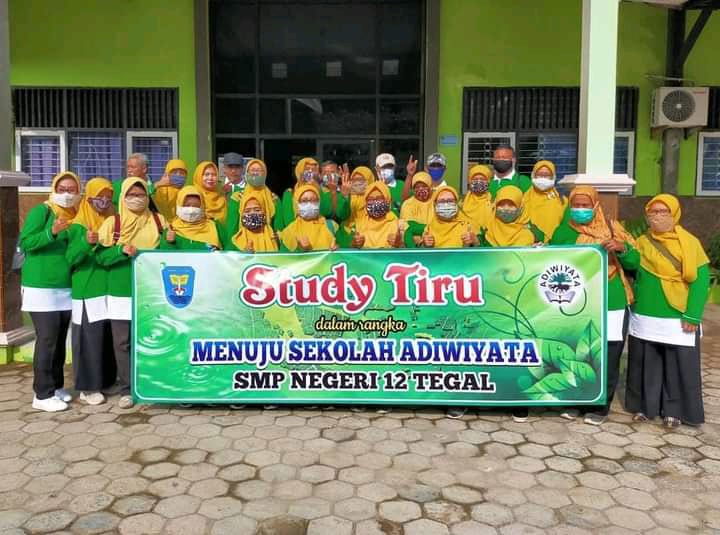 Study Tiru
dalam rangka
MENUJU SEKOLAH ADIWIYATA
SMP NEGERI 12 TEGAL
ADIWIYATA